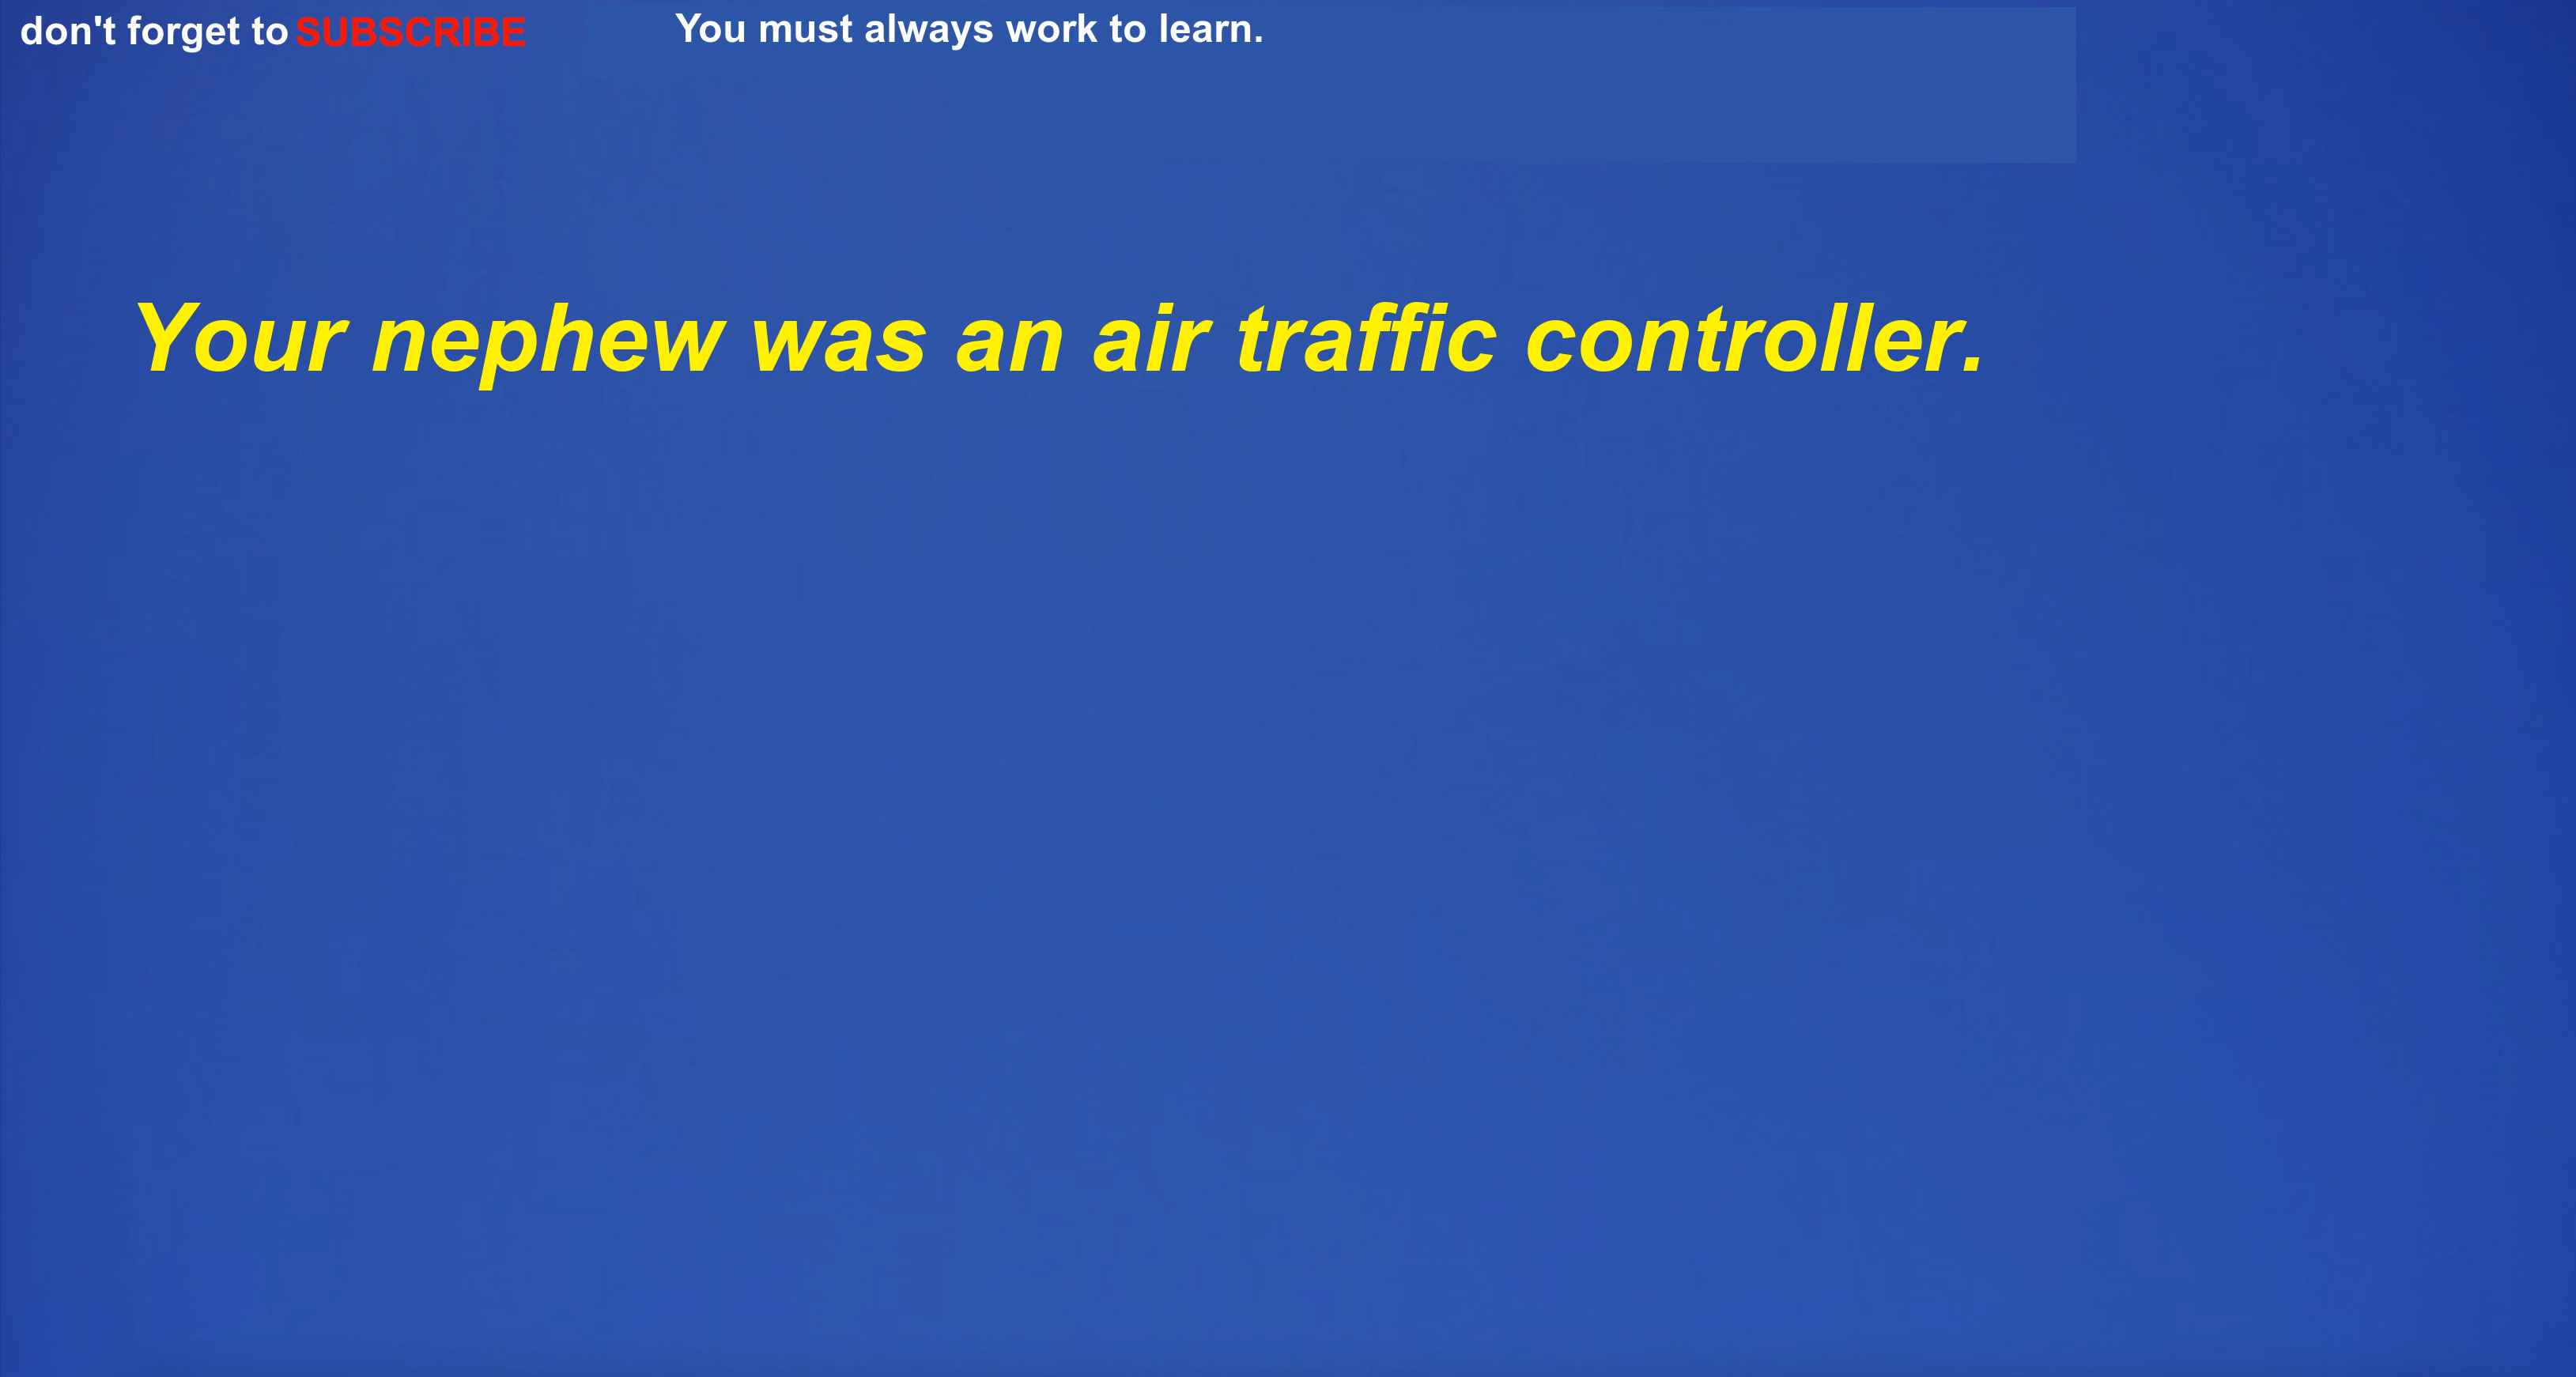 don't forget to SUBSCRIBE
You must always work to learn.
Your nephew was an air traffic controller.